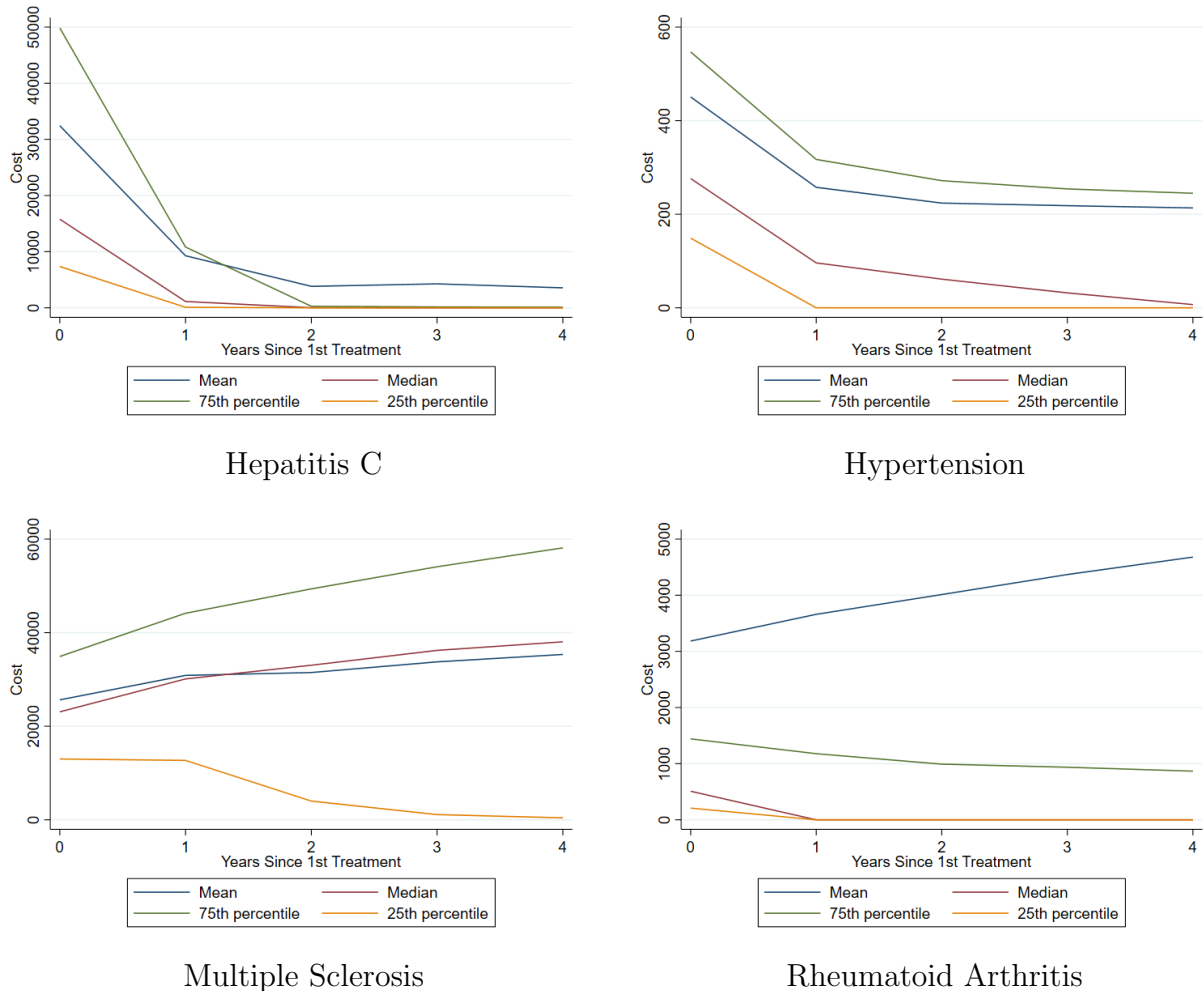 Cost
50000
40000
30000
20000
10000
0
0 1 2 3 4
Years Since 1st Treatment
Mean Median
75th percentile 25th percentile
Hepatitis C
Cost
600
400
200
0
0 1 2 3 4
Years Since 1st Treatment
Mean Median
75th percentile 25th percentile
Hypertension
Cost
60000
40000
20000
0
0 1 2 3 4
Years Since 1st Treatment
Mean Median
75th percentile 25th percentile
Multiple Sclerosis
Cost
5000
4000
3000
2000
1000
0
0 1 2 3 4
Years Since 1st Treatment
Mean Median
75th percentile 25th percentile
Rheumatoid Arthritis